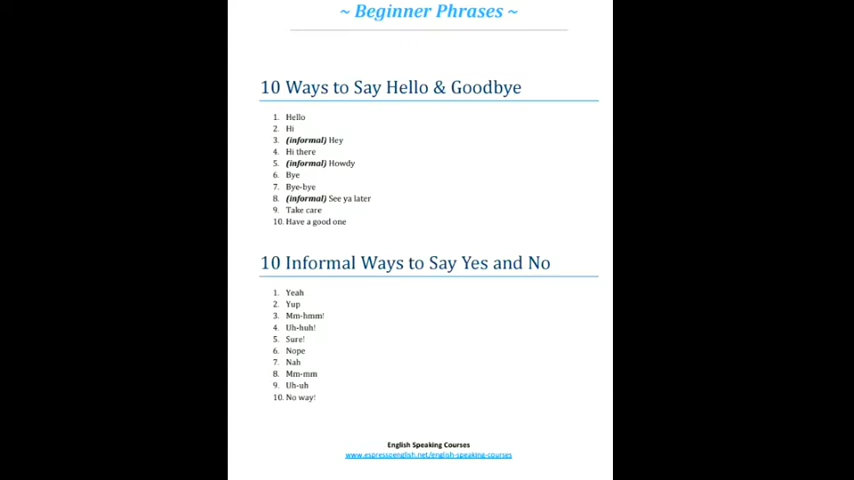 ~ Beginner Phrases ~
10 Ways to Say Hello & Goodbye
1. Hello
2. Hi
3. (informal) Hey
4. Hi there
5. (informal) Howdy
6. Bye
7. Bye-bye
8. (informal) See ya later
9. Take care
10. Have a good one
10 Informal Ways to Say Yes and No
1. Yeah
2. Yup
3. Mm-hmm!
4. Uh-huh!
5. Sure!
6. Nope
7. Nah
8. Mm-mm
9. Uh-uh
10. No way!
English Speaking Courses
www.espressoenglish.net/english-speaking-courses